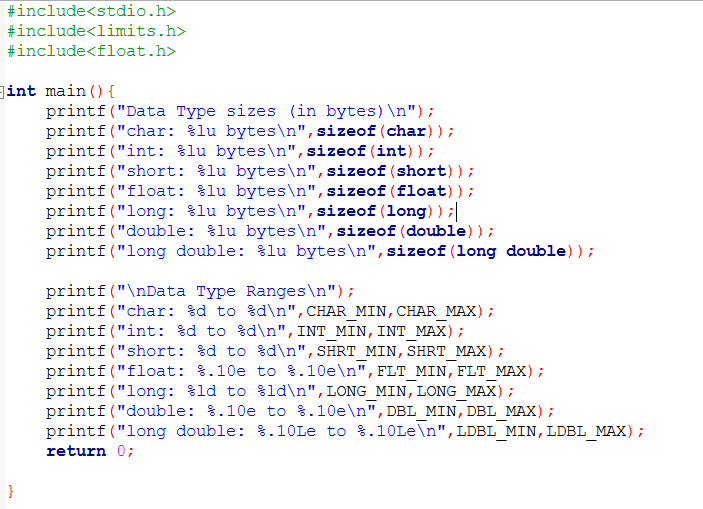 #include<stdio.h>
#include<limits.h>
#include<float.h>
int main(){
printf("Data Type sizes (in bytes)\n");
printf("char: %lu bytes\n",sizeof(char));
printf("int: %lu bytes\n",sizeof(int));
printf("short: %lu bytes\n",sizeof(short));
printf("float: %lu bytes\n",sizeof(float));
printf("long: %lu bytes\n",sizeof(long));
printf("double: %lu bytes\n",sizeof(double));
printf("long double: %lu bytes\n",sizeof(long double));
printf("\nData Type Ranges\n");
printf("char: %d to %d\n",CHAR_MIN,CHAR_MAX);
printf("int: %d to %d\n",INT_MIN,INT_MAX);
printf("short: %d to %d\n",SHRT_MIN,SHRT_MAX);
printf("float: %.10e to %.10e\n",FLT_MIN,FLT_MAX);
printf("long: %ld to %ld\n",LONG_MIN,LONG_MAX);
printf("double: %.10e to %.10e\n",DBL_MIN,DBL_MAX);
printf("long double: %.10Le to %.10Le\n",LDBL_MIN,LDBL_MAX);
return 0;
}